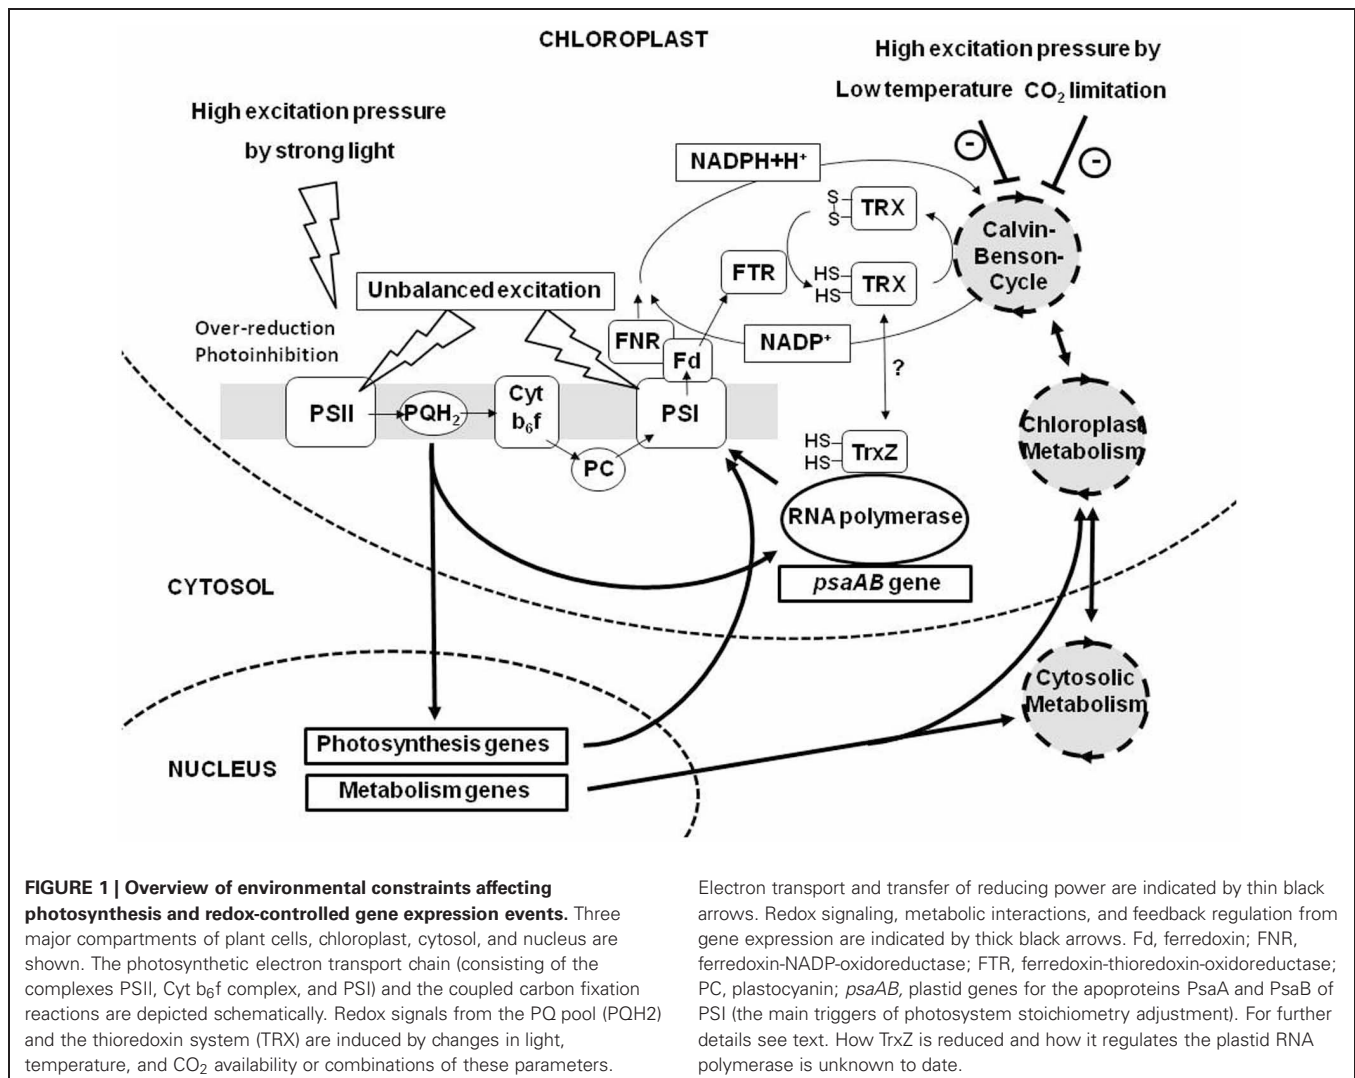 CHLOROPLAST
High excitation pressure by
Low temperature CO2 limitation
High excitation pressure
by strong light
-
-
NADPH+H+
S
S
TRX
Calvin-
Benson-
Cycle
FTR
HS
HS
TRX
Unbalanced excitation
Over-reduction
Photoinhibition
FNR
Fd
NADP+
?
PSII
PQH2
Cyt
b6f
PC
PSI
Chloroplast
Metabolism
HS
HS
TrxZ
RNA polymerase
psaAB gene
CYTOSOL
Cytosolic
Metabolism
NUCLEUS
Photosynthesis genes
Metabolism genes
FIGURE 1 | Overview of environmental constraints affecting
photosynthesis and redox-controlled gene expression events. Three
major compartments of plant cells, chloroplast, cytosol, and nucleus are
shown. The photosynthetic electron transport chain (consisting of the
complexes PSII, Cyt b6f complex, and PSI) and the coupled carbon fixation
reactions are depicted schematically. Redox signals from the PQ pool (PQH2)
and the thioredoxin system (TRX) are induced by changes in light,
temperature, and CO2 availability or combinations of these parameters.
Electron transport and transfer of reducing power are indicated by thin black
arrows. Redox signaling, metabolic interactions, and feedback regulation from
gene expression are indicated by thick black arrows. Fd, ferredoxin; FNR,
ferredoxin-NADP-oxidoreductase; FTR, ferredoxin-thioredoxin-oxidoreductase;
PC, plastocyanin; psaAB, plastid genes for the apoproteins PsaA and PsaB of
PSI (the main triggers of photosystem stoichiometry adjustment). For further
details see text. How TrxZ is reduced and how it regulates the plastid RNA
polymerase is unknown to date.